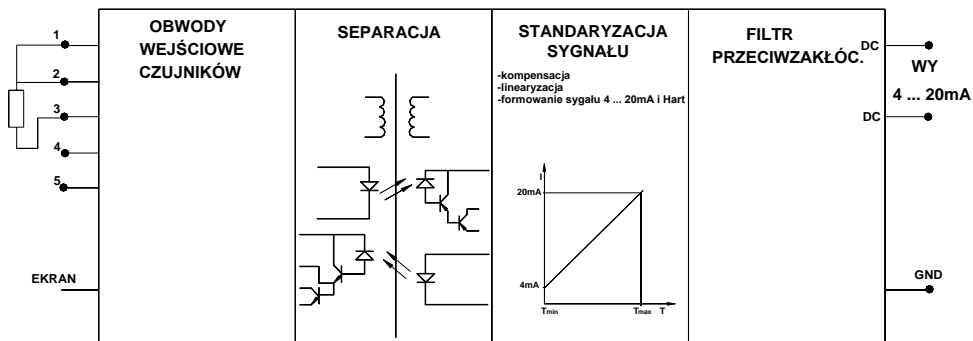 1
2
3
4
5
EKRAN
OBWODY
WEJŚCIOWE
CZUJNIKÓW
SEPARACJA
STANDARYZACJA
SYGNAŁU
-kompensacja
-linearyzacja
-formowanie sygału 4 ... 20mA i Hart
I
20mA
4mA
Tmin
Tmax
T
FILTR
PRZECIWZAKŁÓC.
DC
DC
WY
4 ... 20mA
GND